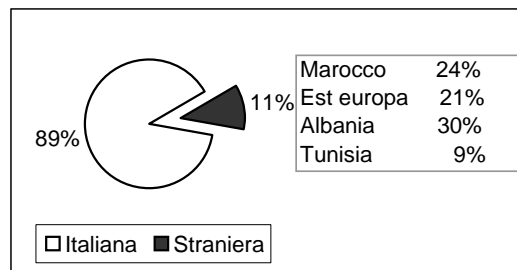 89%
11%
Marocco 24%
Est europa 21%
Albania 30%
Tunisia 9%
Italiana Straniera